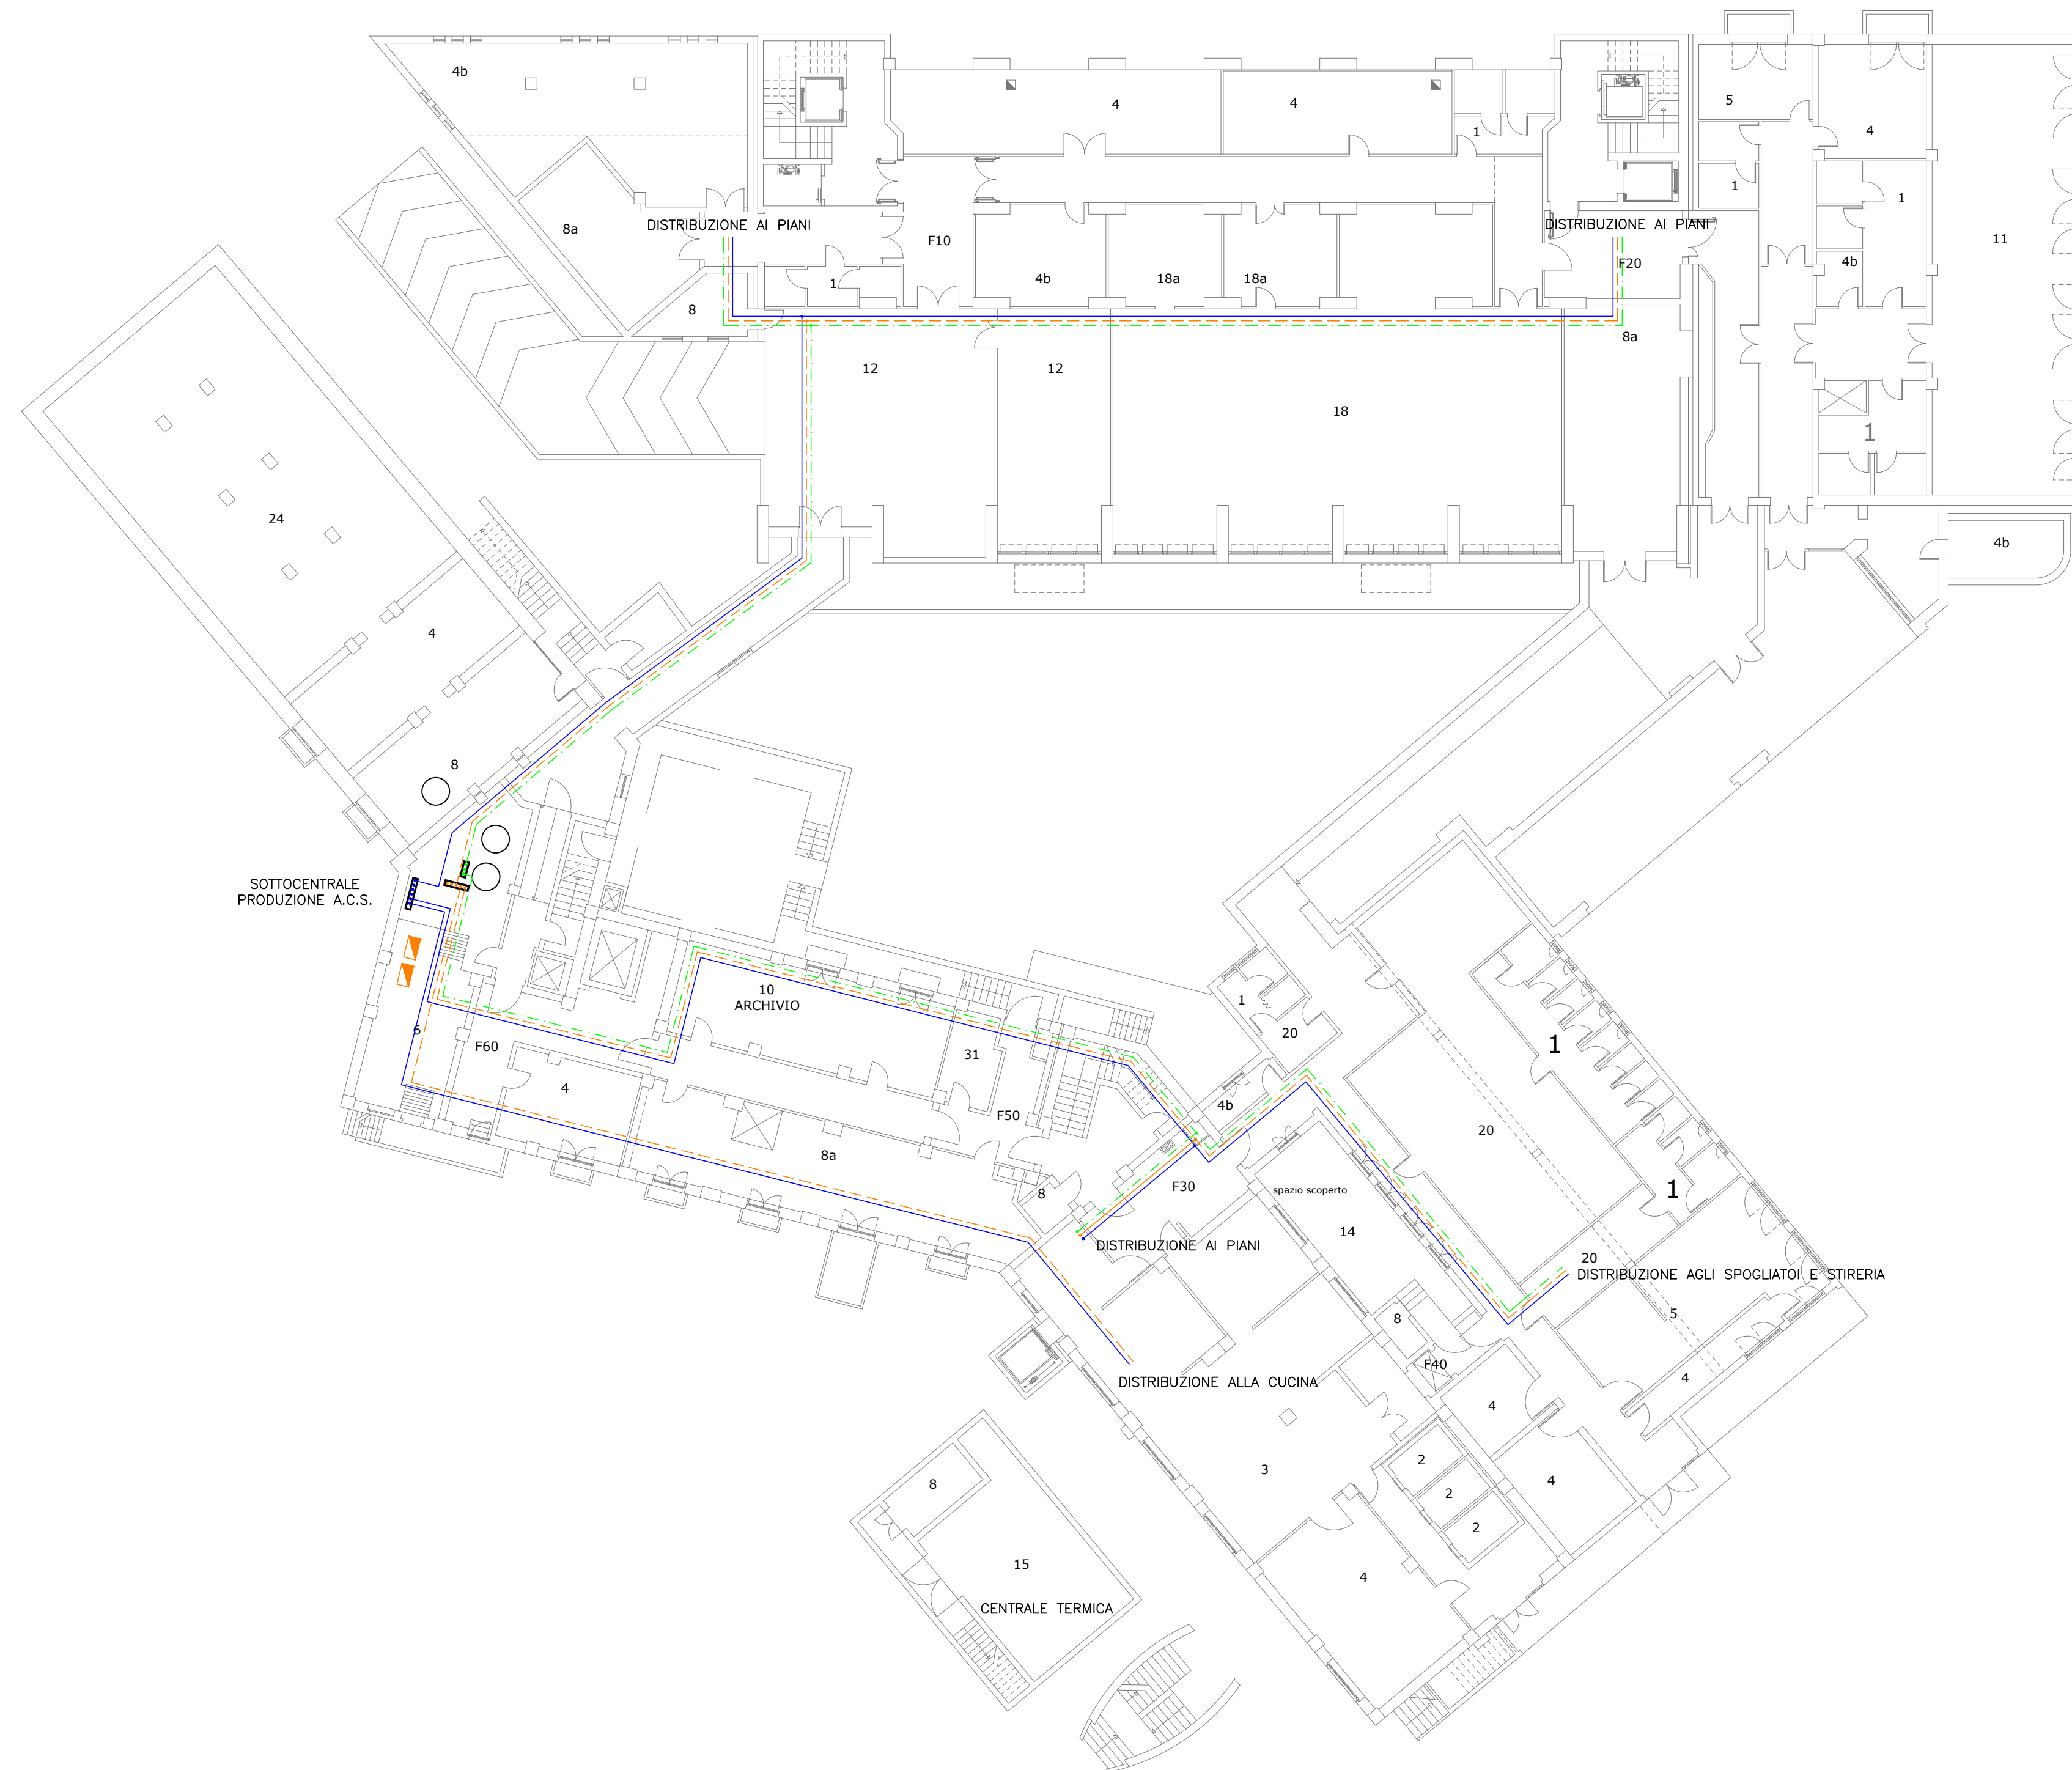 4b
4
4
5
4
1
1
1
8a
DISTRIBUZIONE AI PIANI
DISTRIBUZIONE AI PIANI
F10
11
F20
4b
4b
18a
18a
1
8
8a
12
12
18
1
24
4b
4
8
SOTTOCENTRALE
PRODUZIONE A.C.S.
10
ARCHIVIO
1
20
6
F60
31
1
4
4b
F50
20
8a
F30
spazio scoperto
1
8
14
DISTRIBUZIONE AI PIANI
20
DISTRIBUZIONE AGLI SPOGLIATOI E STIRERIA
5
8
F40
DISTRIBUZIONE ALLA CUCINA
4
4
2
3
8
4
2
2
15
4
CENTRALE TERMICA